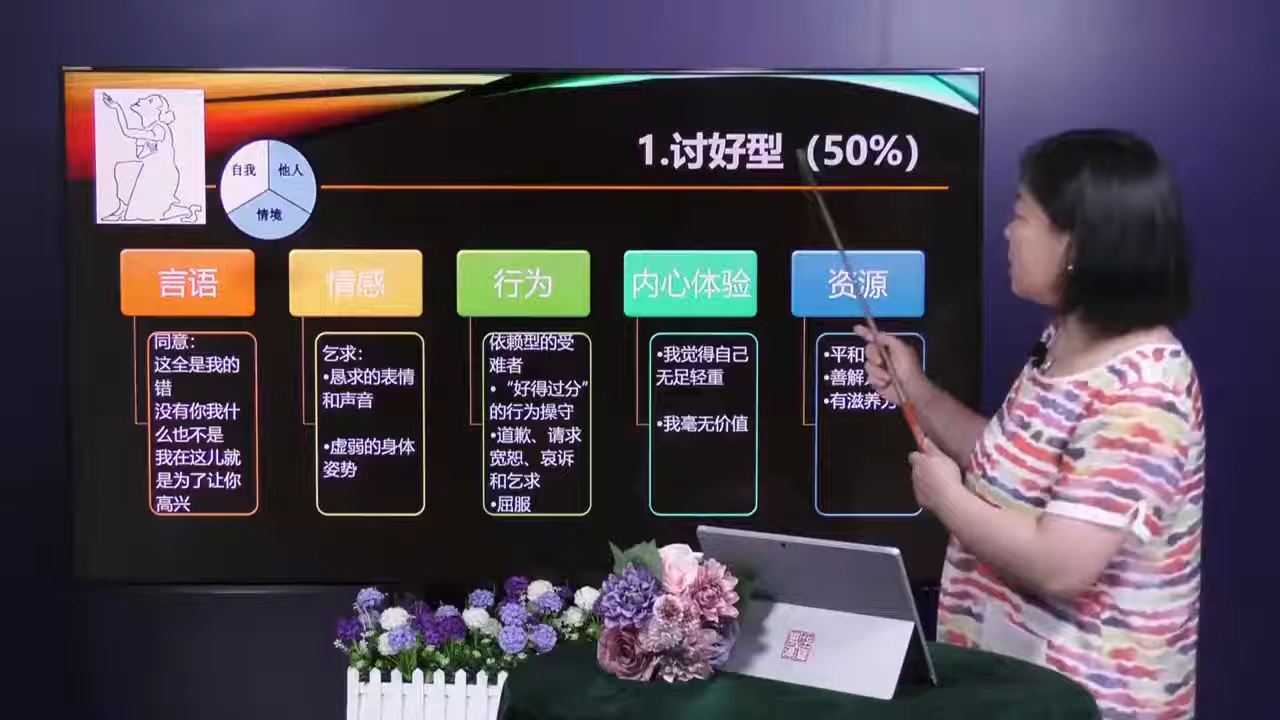 1.讨好型（50%）
自我
他人
情境
言语
情感
行为
内心体验
资源
同意：
这全是我的
错
没有你我什
么也不是
我在这儿就
是为了让你
高兴
乞求：
•恳求的表情
和声音
•虚弱的身体
姿势
依赖型的受
难者
•“好得过分”
的行为操守
•道歉、请求
宽恕、哀诉
和乞求
•屈服
•我觉得自己
无足轻重
•我毫无价值
•平和
•善解
•有滋养